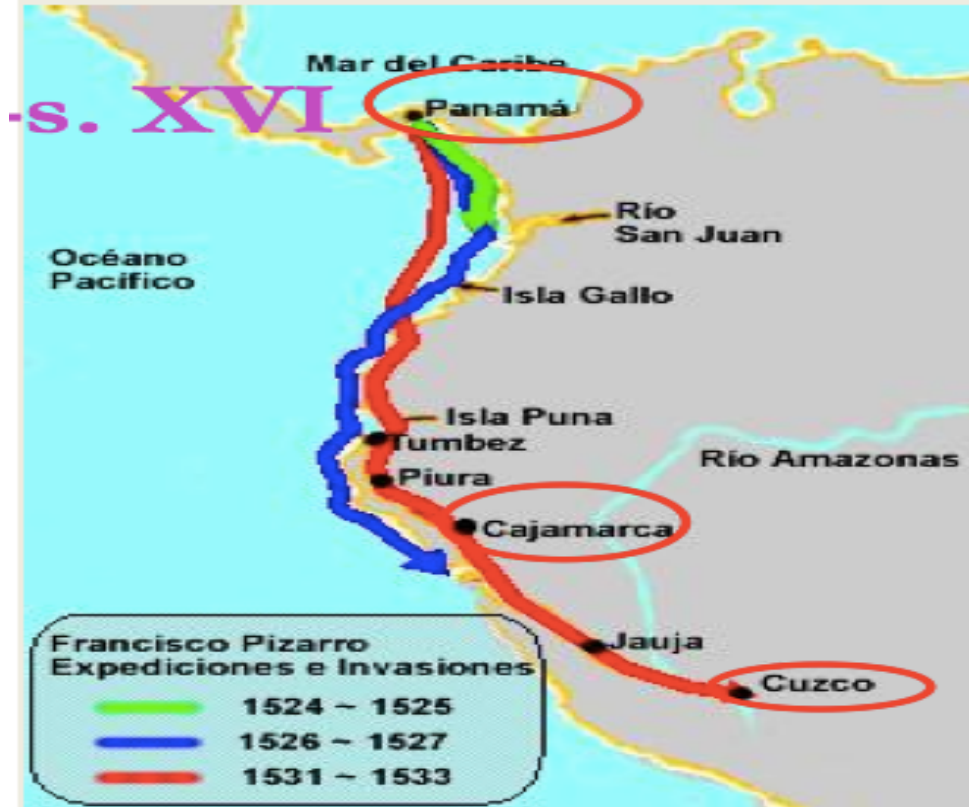 Mar del Caribe
-s. XVI
Panamá
Río
San Juan
Océano
Pacífico
Isla Gallo
Isla Puna
Tumbez
Río Amazonas
Piura
Cajamarca
Jauja
Cuzco
Francisco Pizarro
Expediciones e Invasiones
1524 ~ 1525
1526 ~ 1527
1531 ~ 1533